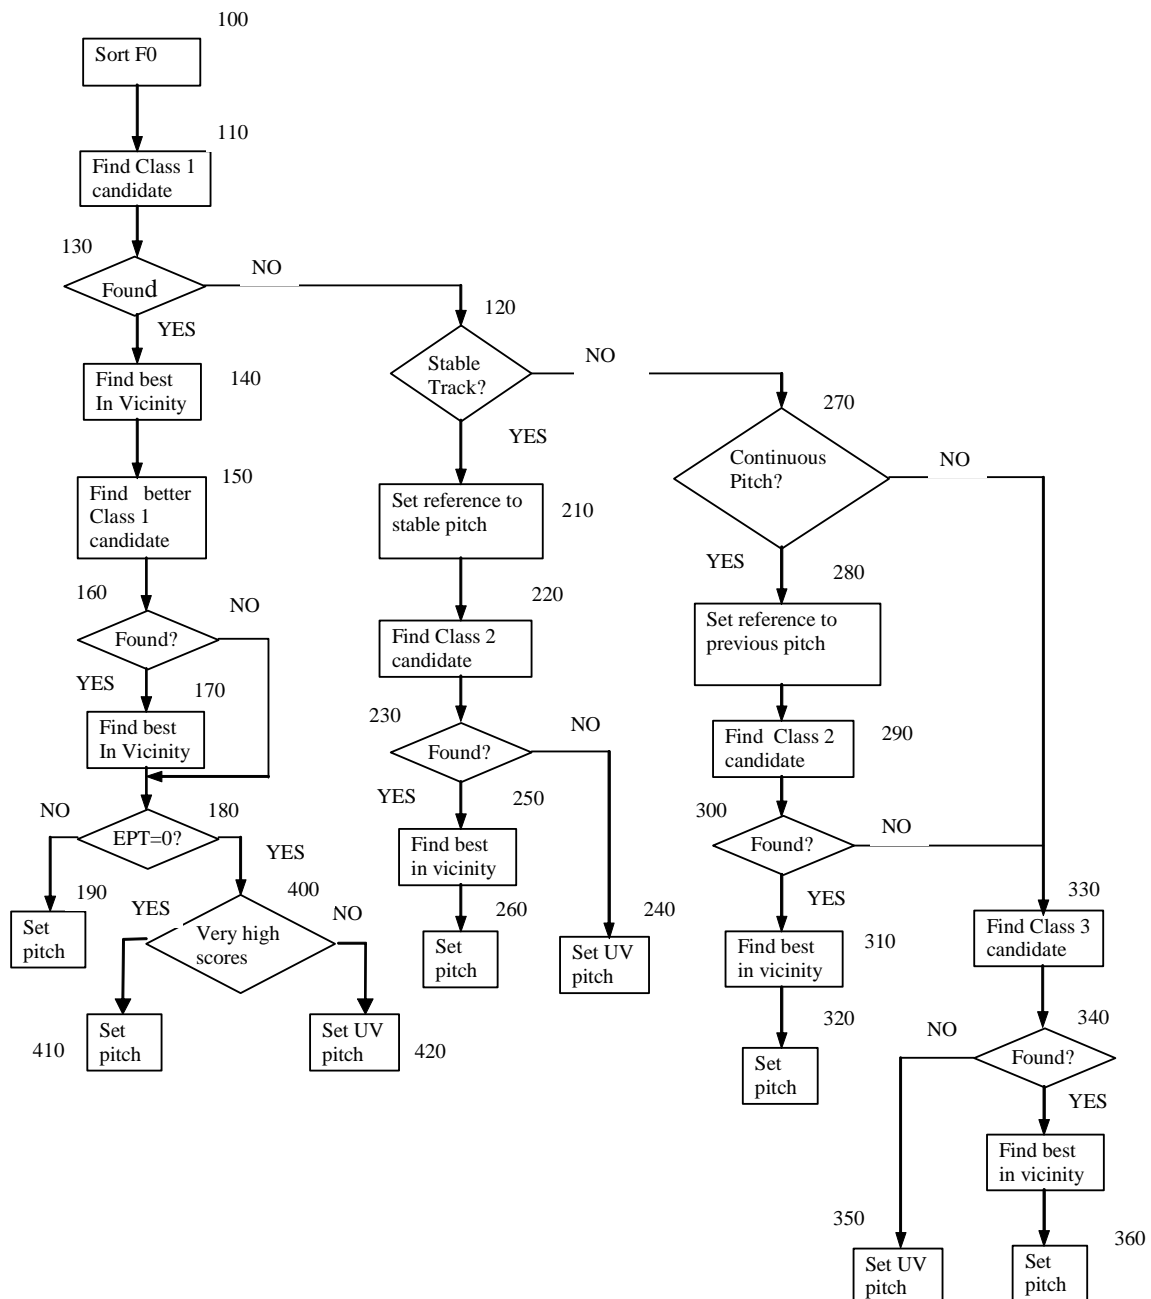 100
Sort F0
110
Find Class 1
candidate
130
Found
NO
YES
120
Stable
Track?
NO
YES
Find best
In Vicinity
140
270
Continuous
Pitch?
NO
YES
150
Find better
Class 1
candidate
Set reference to
stable pitch
210
280
Set reference to
previous pitch
160
Found?
NO
YES
220
Find Class 2
candidate
170
Find best
In Vicinity
230
Found?
NO
YES
290
Find Class 2
candidate
300
Found?
NO
YES
NO
180
EPT=0?
YES
250
Find best
in vicinity
190
Set
pitch
400
YES
Very high
scores
NO
260
Set
pitch
240
Set UV
pitch
310
Find best
in vicinity
330
Find Class 3
candidate
410
Set
pitch
Set UV
pitch
420
320
Set
pitch
340
NO
Found?
YES
Find best
in vicinity
350
Set UV
pitch
360
Set
pitch